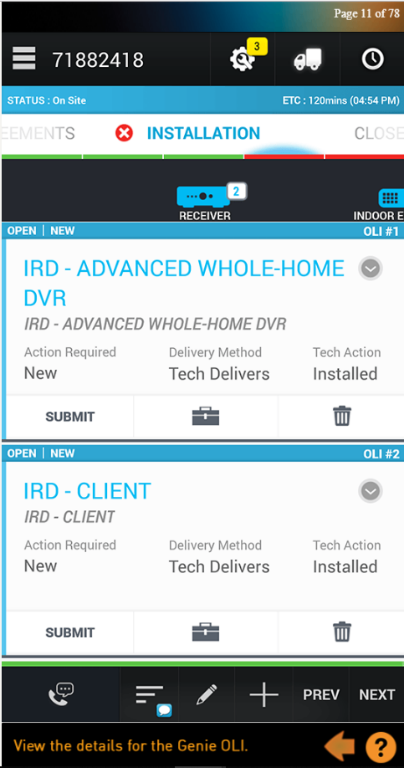 Page 11 of 78
71882418
3
STATUS : On Site
ETC : 120mins (04:54 PM)
EEMENTS
INSTALLATION
CLOSE
2
RECEIVER
INDOOR E
OPEN | NEW
OLI #1
IRD - ADVANCED WHOLE-HOME
DVR
IRD - ADVANCED WHOLE-HOME DVR
Action Required
Delivery Method
Tech Action
New
Tech Delivers
Installed
SUBMIT
OPEN | NEW
OLI #2
IRD - CLIENT
IRD - CLIENT
Action Required
Delivery Method
Tech Action
New
Tech Delivers
Installed
SUBMIT
PREV
NEXT
View the details for the Genie OLI.
?